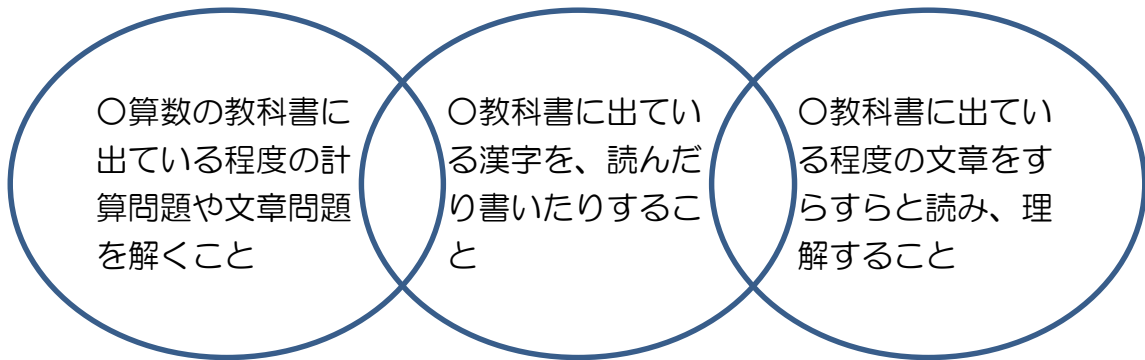 〇算数の教科書に
出ている程度の計
算問題や文章問題
を解くこと
〇教科書に出てい
る漢字を、読んだ
り書いたりするこ
と
〇教科書に出てい
る程度の文章をす
らすらと読み、理
解すること